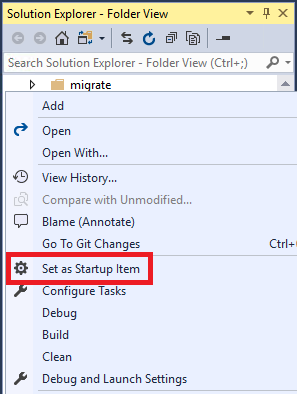 Solution Explorer - Folder View
Search Solution Explorer - Folder View (Ctrl+;)
migrate
Add
Open
Open With...
View History...
Compare with Unmodified...
Blame (Annotate)
Go To Git Changes Ctrl+
Set as Startup Item
Configure Tasks
Debug
Build
Clean
Debug and Launch Settings